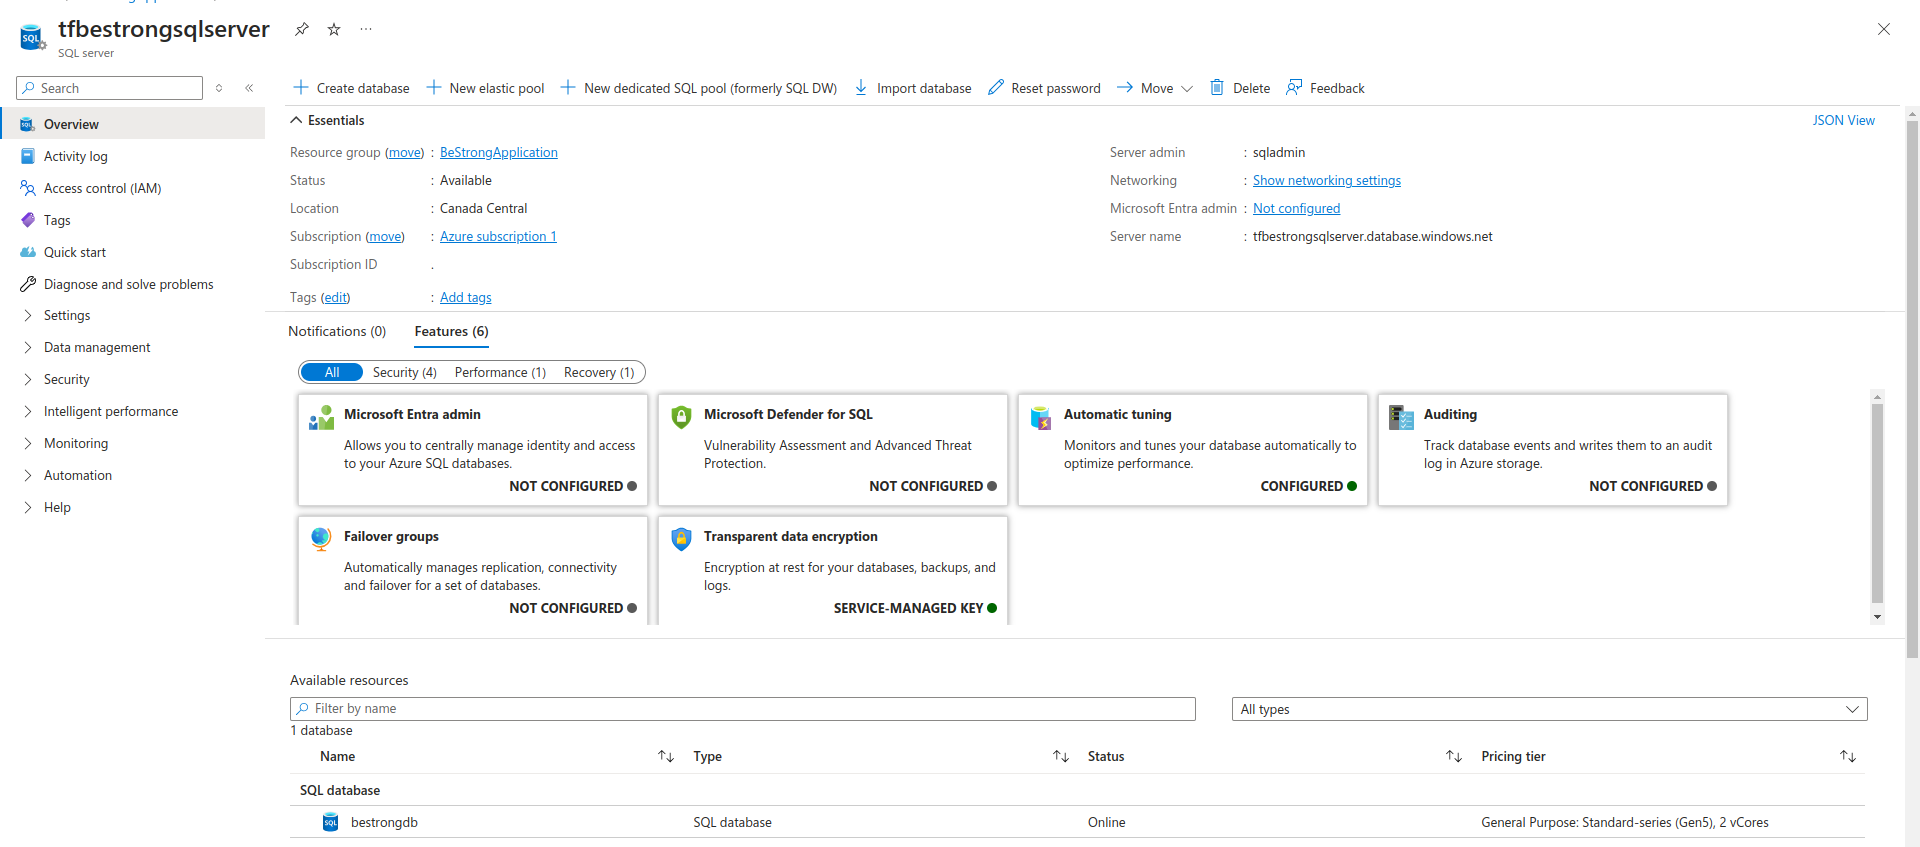 tfbestrongsqlserver
SQL server
Search
Overview
Activity log
Access control (IAM)
Tags
Quick start
Diagnose and solve problems
Settings
Data management
Security
Intelligent performance
Monitoring
Automation
Help
Create database
New elastic pool
New dedicated SQL pool (formerly SQL DW)
Import database
Reset password
Move
Delete
Feedback
Essentials
JSON View
Resource group (move) : BeStrongApplication
Status : Available
Location : Canada Central
Subscription (move) : Azure subscription 1
Subscription ID
Tags (edit) : Add tags
Server admin : sqladmin
Networking : Show networking settings
Microsoft Entra admin : Not configured
Server name : tfbestrongsqlserver.database.windows.net
Notifications (0)
Features (6)
All
Security (4)
Performance (1)
Recovery (1)
Microsoft Entra admin
Allows you to centrally manage identity and access
to your Azure SQL databases.
NOT CONFIGURED
Microsoft Defender for SQL
Vulnerability Assessment and Advanced Threat
Protection.
NOT CONFIGURED
Automatic tuning
Monitors and tunes your database automatically to
optimize performance.
CONFIGURED
Auditing
Track database events and writes them to an audit
log in Azure storage.
NOT CONFIGURED
Failover groups
Automatically manages replication, connectivity
and failover for a set of databases.
NOT CONFIGURED
Transparent data encryption
Encryption at rest for your databases, backups, and
logs.
SERVICE-MANAGED KEY
Available resources
Filter by name
All types
1 database
Name
Type
Status
Pricing tier
SQL database
bestrongdb
SQL database
Online
General Purpose: Standard-series (Gen5), 2 vCores